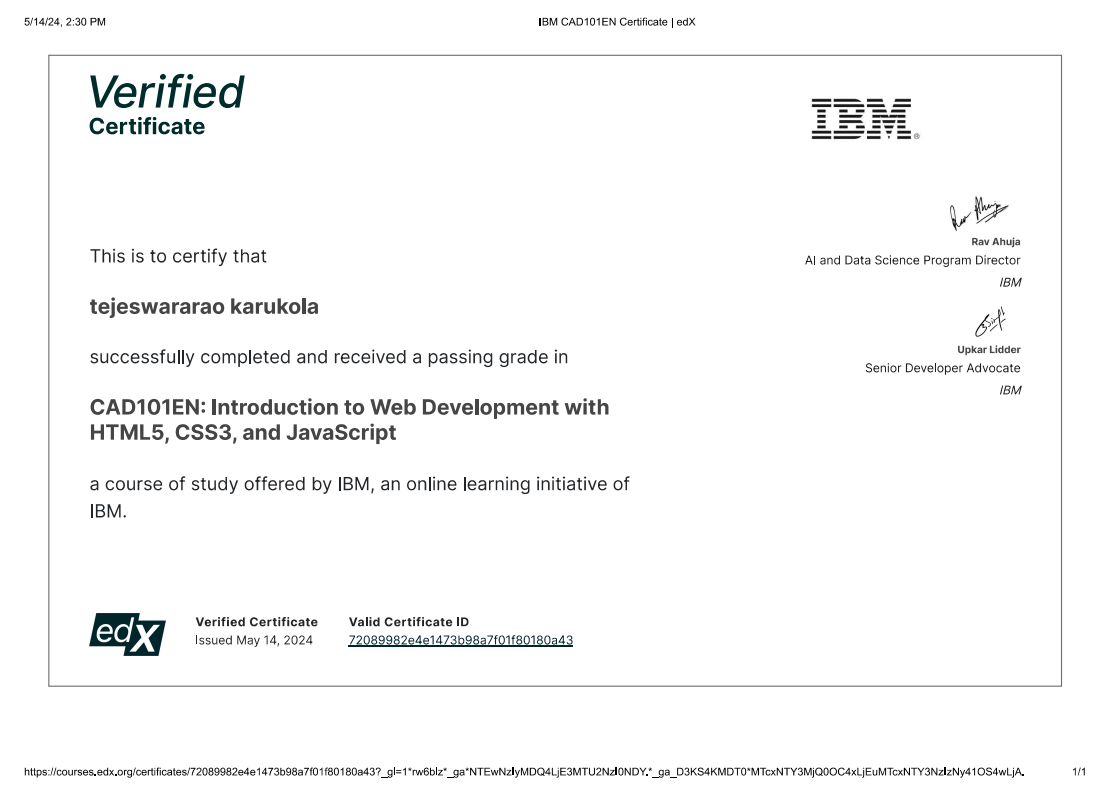 5/14/24, 2:30 PM
IBM CAD101EN Certificate | edX
Verified
Certificate
IBM®
This is to certify that
tejeswararao karukola
successfully completed and received a passing grade in
CAD101EN: Introduction to Web Development with
HTML5, CSS3, and JavaScript
a course of study offered by IBM, an online learning initiative of
IBM.
Rav Ahuja
AI and Data Science Program Director
IBM
Upkar Lidder
Senior Developer Advocate
IBM
edX
Verified Certificate
Issued May 14, 2024
Valid Certificate ID
72089982e4e1473b98a7f01f80180a43
https://courses.edx.org/certificates/72089982e4e1473b98a7f01f80180a43?_gl=1*rw6blz*_ga*NTEwNzIyMDQ4LjE3MTU2NzI0NDY.*_ga_D3KS4KMDT0*MTcxNTY3MjQ0OC4xLjEuMTcxNTY3NzIzNy41OS4wLjA.
1/1